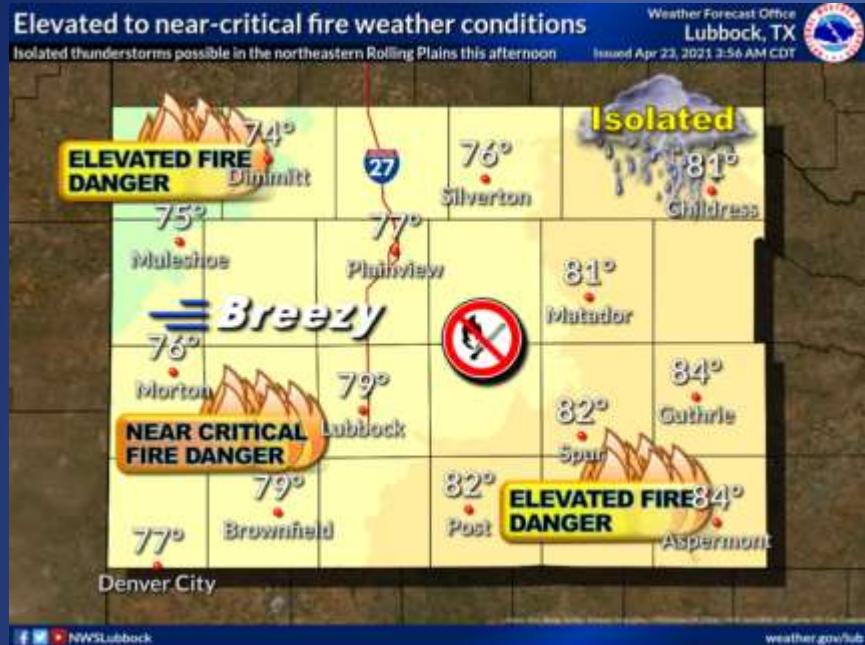 Elevated to near-critical fire weather conditions
Isolated thunderstorms possible in the northeastern Rolling Plains this afternoon
Weather Forecast Office
Lubbock, TX
Issued Apr 23, 2021 3:56 AM CDT
Isolated
ELEVATED FIRE
DANGER
74°
Dimmitt
27
76°
Silverton
81°
Childress
75°
Muleshoe
77°
Plainview
81°
Matador
Breezy
76°
Morton
79°
Lubbock
84°
Guthrie
82°
Spur
NEAR CRITICAL
FIRE DANGER
79°
Brownfield
82°
Post
ELEVATED FIRE
DANGER
84°
Aspermont
77°
Denver City
NWSLubbock
weather.gov/lub